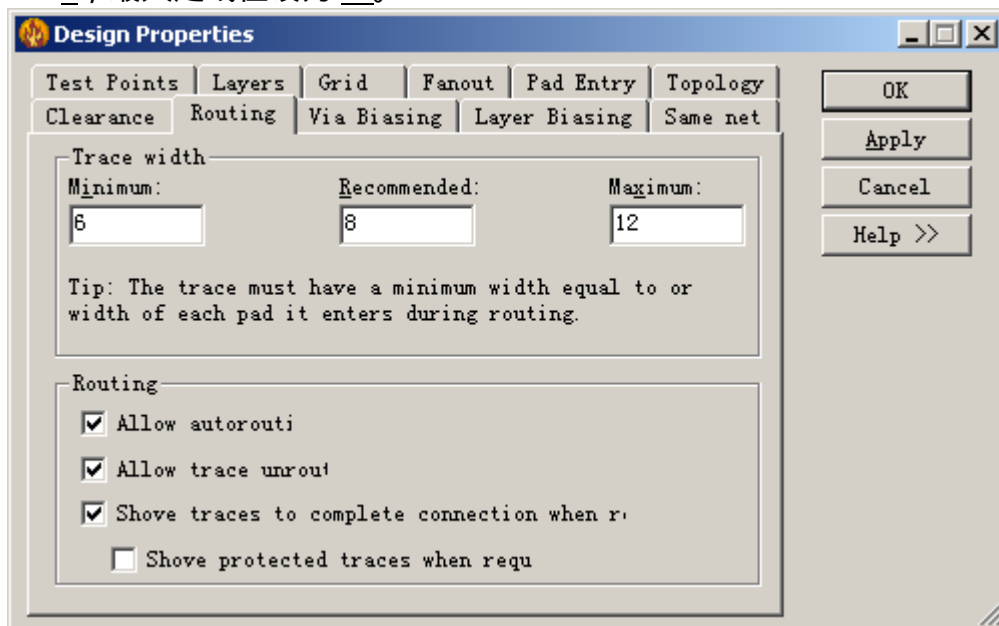 Design Properties
Test Points Layers Grid Fanout Pad Entry Topology
Clearance Routing Via Biasing Layer Biasing Same net
OK
Apply
Cancel
Help >>
Trace width
Minimum: Recommended: Maximum:
6 8 12
Tip: The trace must have a minimum width equal to or
width of each pad it enters during routing.
Routing
Allow autorouti
Allow trace unrout
Shove traces to complete connection when r
Shove protected traces when requ